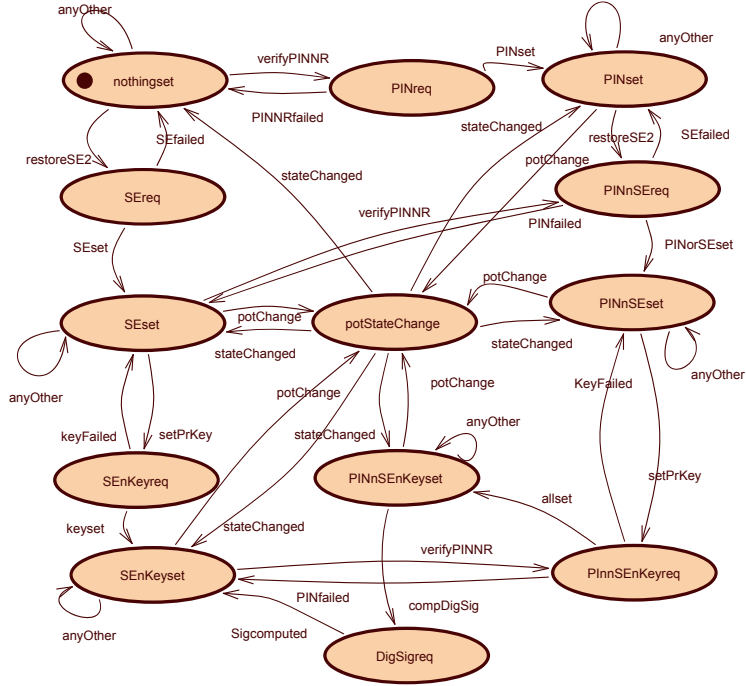 anyOther
nothingset
verifyPINNR
PINNRfailed
PINreq
PINset
PINset
anyOther
restoreSE2
SEfailed
stateChanged
stateChanged
potChange
restoreSE2
SEfailed
SEreq
PINnSEreq
SEset
verifyPINNR
PINfailed
PINorSEset
SEset
potChange
stateChanged
potStateChange
potChange
stateChanged
PINnSEset
anyOther
anyOther
keyFailed
setPrKey
potChange
stateChanged
potChange
KeyFailed
setPrKey
anyOther
SEnKeyreq
PINnSEnKeyset
allset
keyset
stateChanged
verifyPINNR
SEnKeyset
PInnSEnKeyreq
anyOther
PINfailed
compDigSig
Sigcomputed
DigSigreq